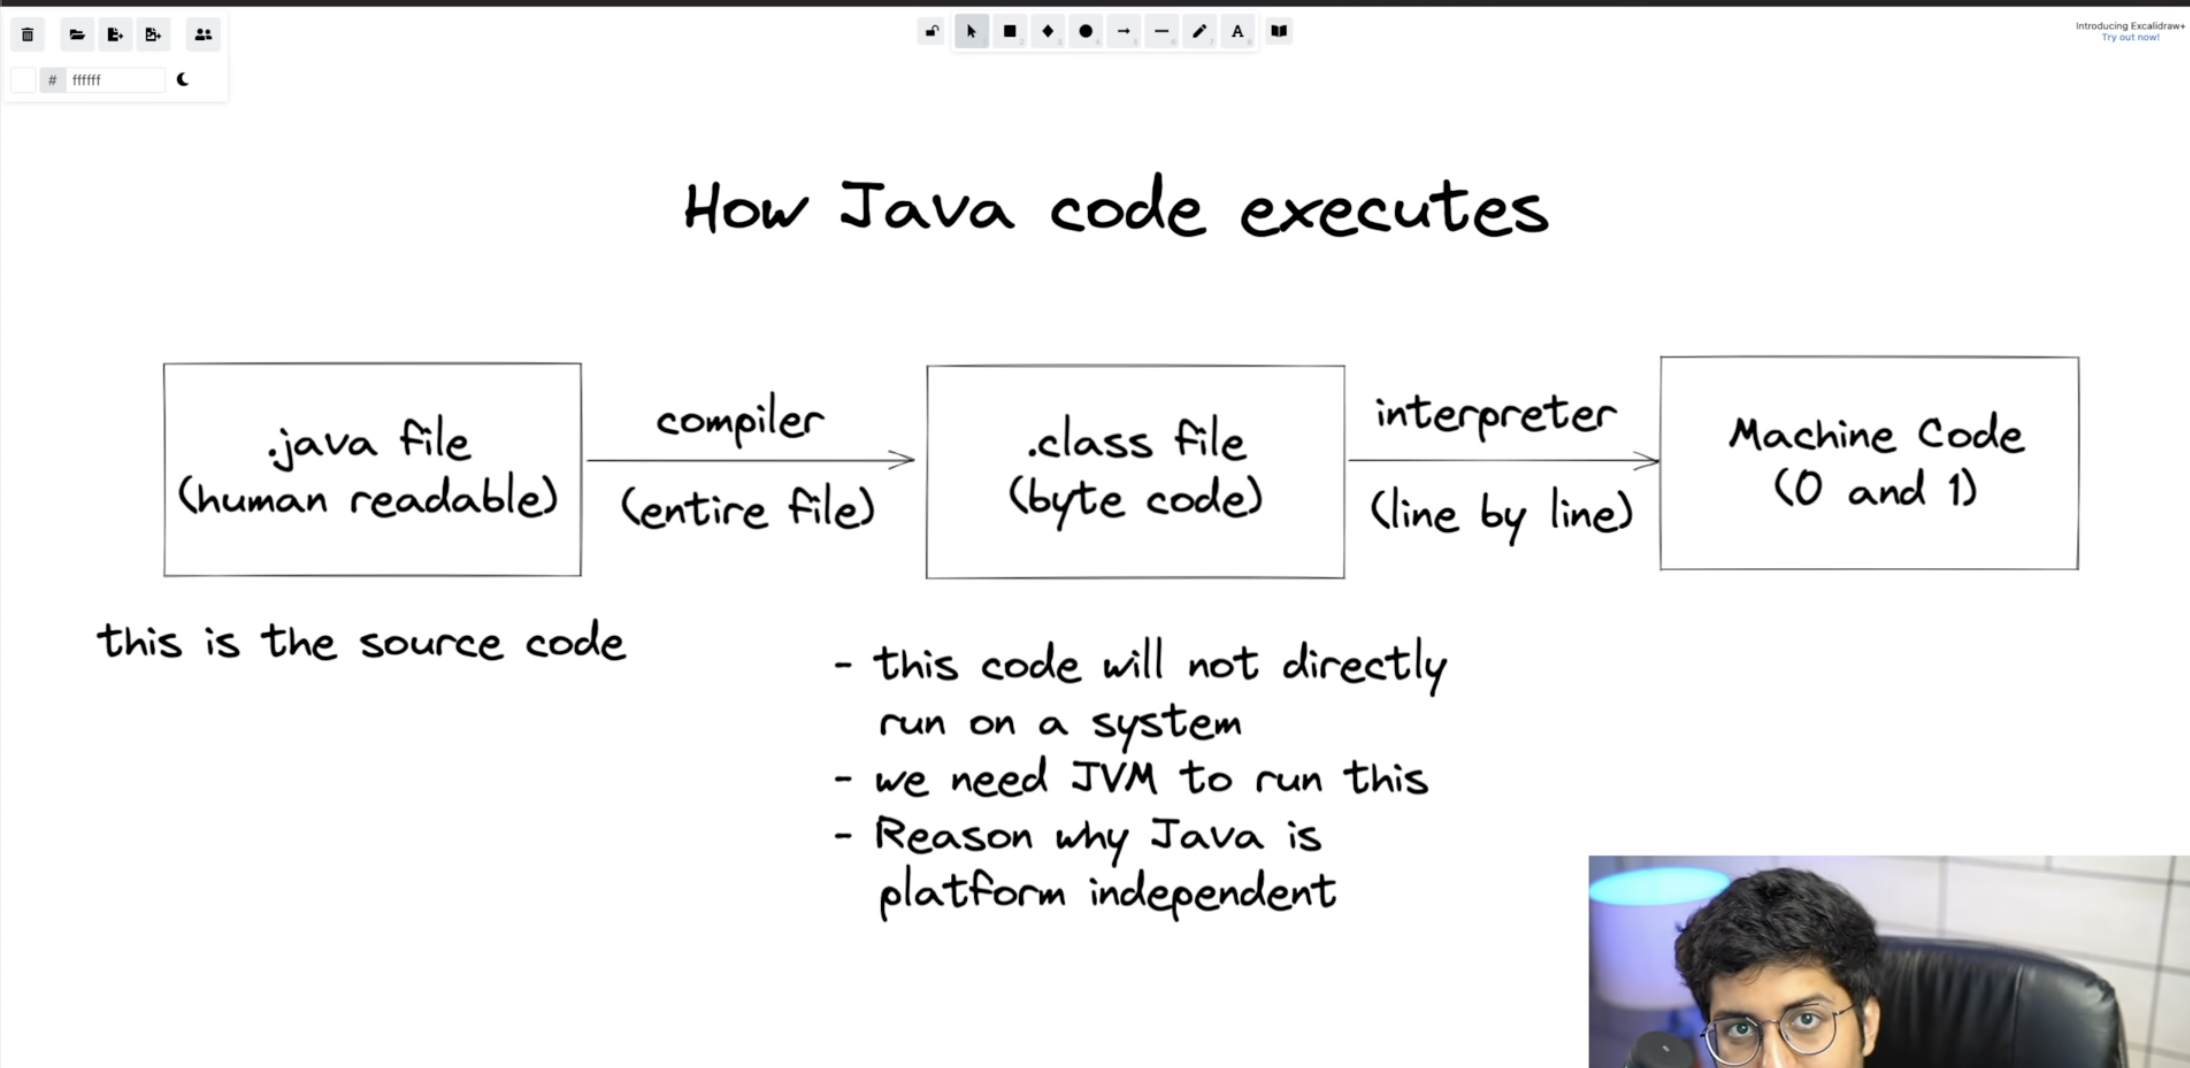 Introducing Excalidraw+
Try out now!
# ffffff
How Java code executes
.java file
(human readable)
compiler
(entire file)
.class file
(byte code)
interpreter
(line by line)
Machine Code
(0 and 1)
this is the source code
- this code will not directly
run on a system
- we need JVM to run this
- Reason why Java is
platform independent